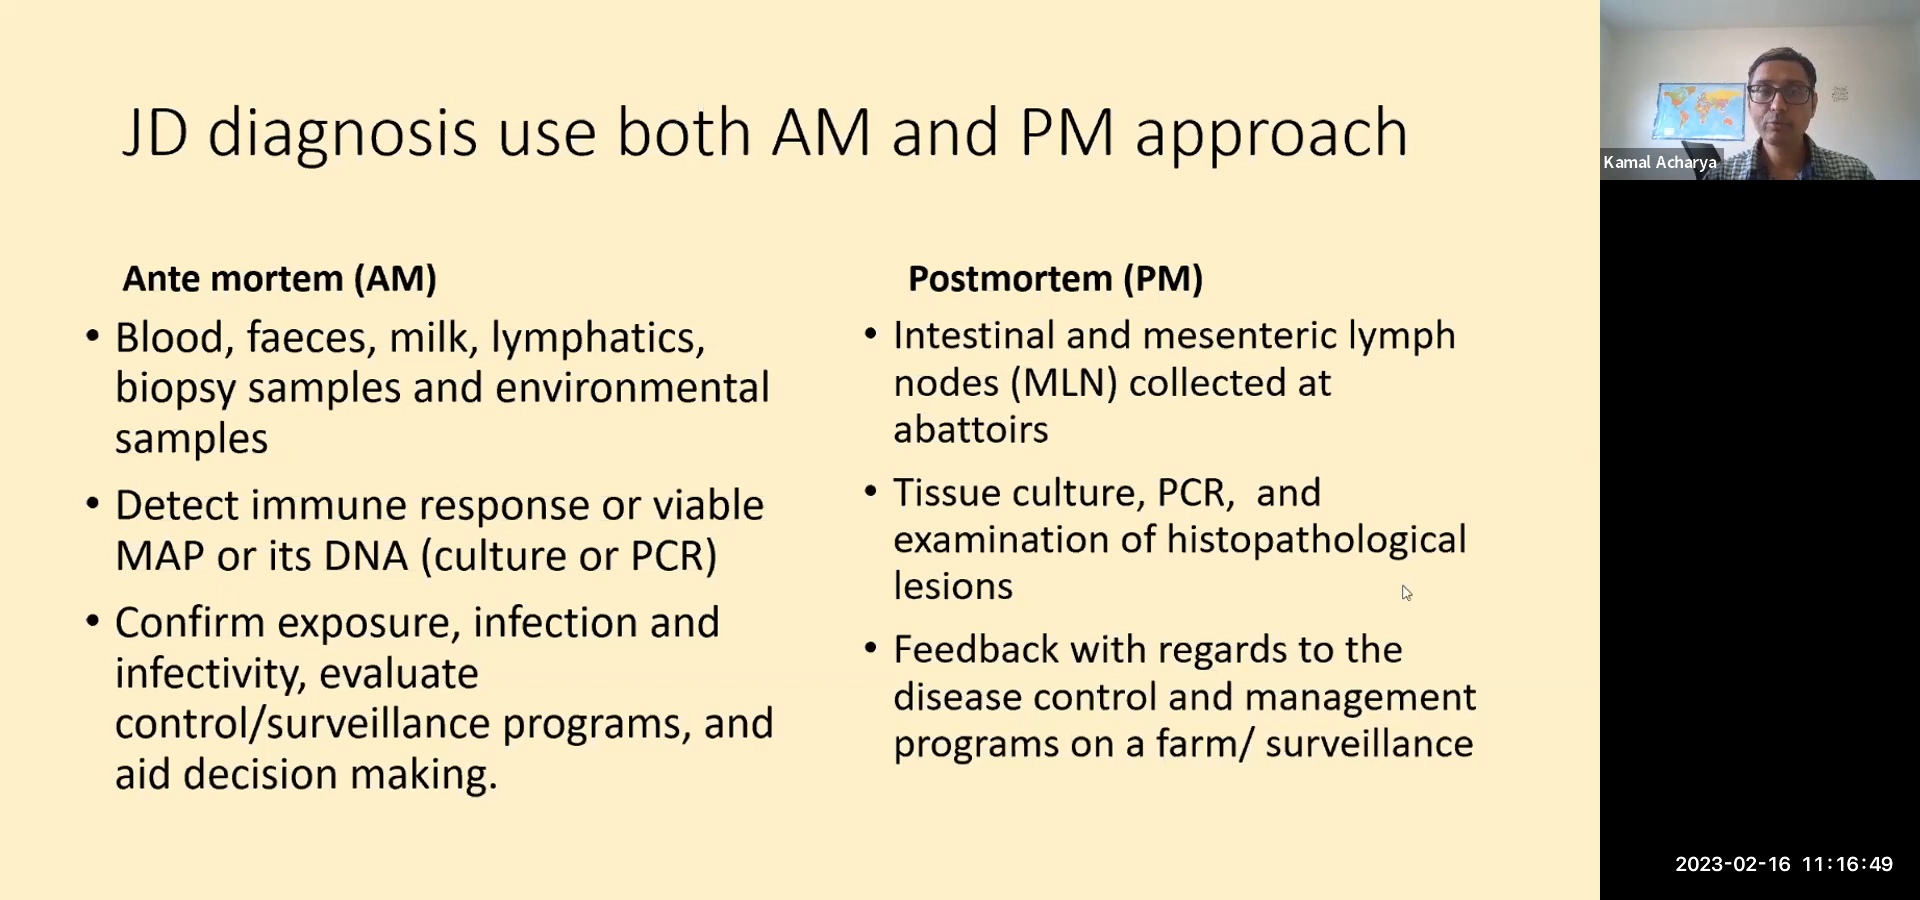 JD diagnosis use both AM and PM approach
Ante mortem (AM)
• Blood, faeces, milk, lymphatics,
biopsy samples and environmental
samples
• Detect immune response or viable
MAP or its DNA (culture or PCR)
• Confirm exposure, infection and
infectivity, evaluate
control/surveillance programs, and
aid decision making.
Postmortem (PM)
• Intestinal and mesenteric lymph
nodes (MLN) collected at
abattoirs
• Tissue culture, PCR,  and
examination of histopathological
lesions
• Feedback with regards to the
disease control and management
programs on a farm/ surveillance
Kamal Acharya
2023-02-16 11:16:49